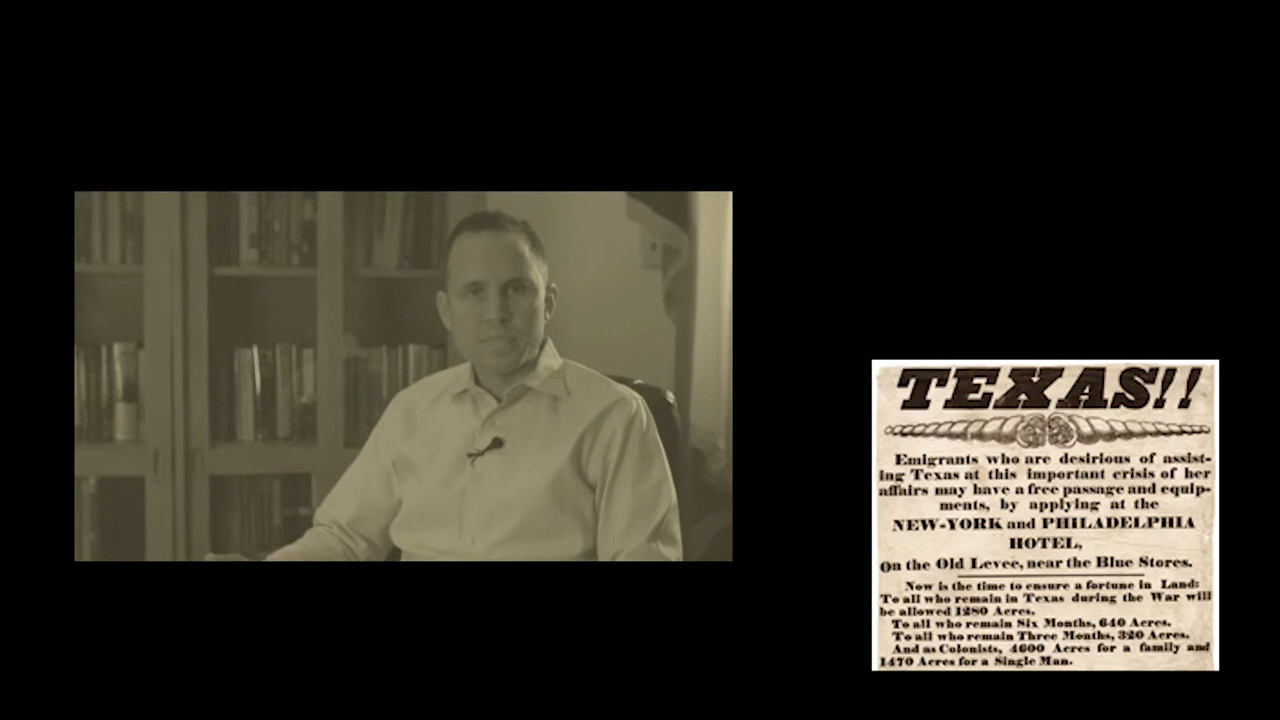 TEXAS!!
Emigrants who are desirious of assist-
ing Texas at this important crisis of her
affairs may have a free passage and equip-
ments, by applying at the
NEW-YORK and PHILADELPHIA
HOTEL,
On the Old Levee, near the Blue Stores.
Now is the time to ensure a fortune in Land:
To all who remain in Texas during the War will
be allowed 1280 Acres.
To all who remain Six Months, 640 Acres.
To all who remain Three Months, 320 Acres.
And as Colonists, 4600 Acres for a family and
1470 Acres for a Single Man.